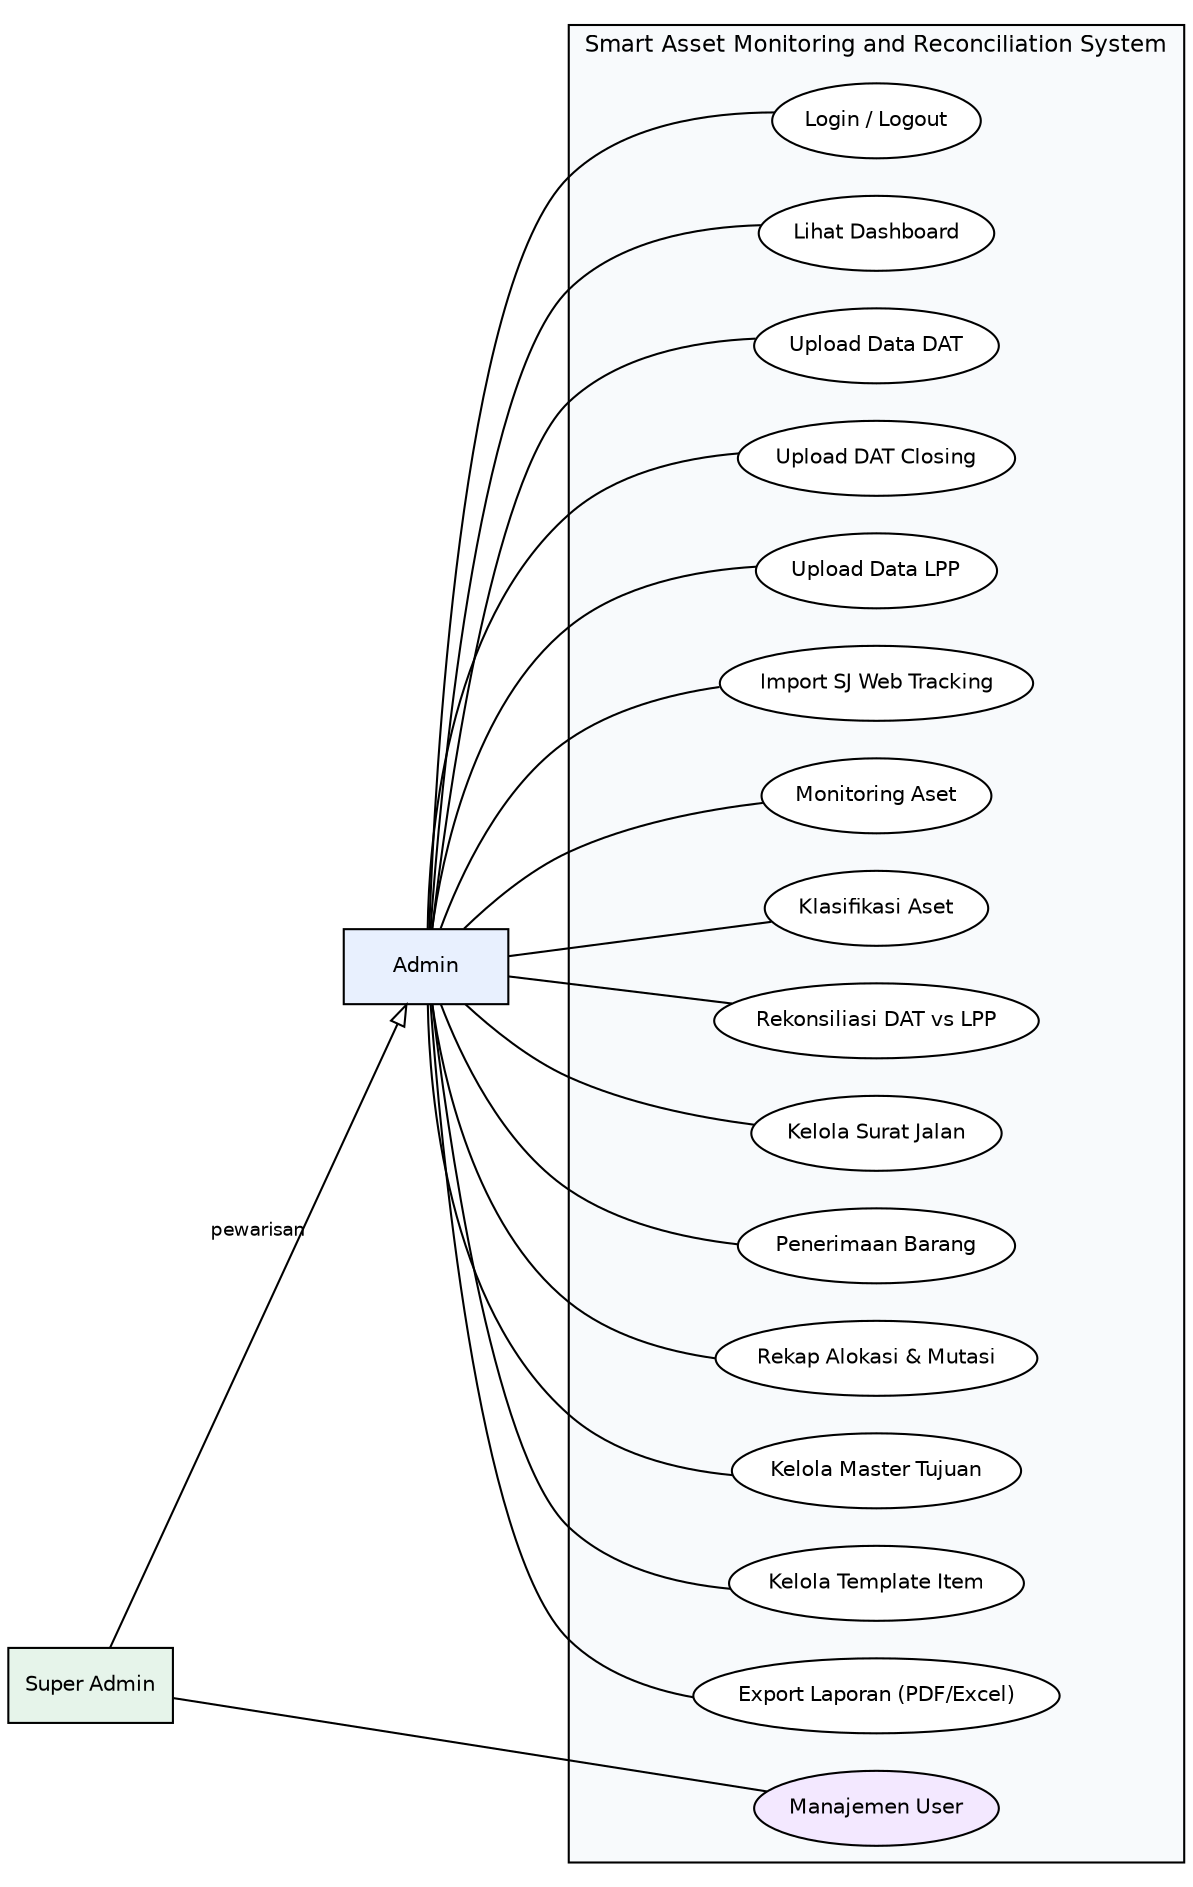 Smart Asset Monitoring and Reconciliation System
Login / Logout
Lihat Dashboard
Upload Data DAT
Upload DAT Closing
Upload Data LPP
Import SJ Web Tracking
Monitoring Aset
Klasifikasi Aset
Admin
Rekonsiliasi DAT vs LPP
Kelola Surat Jalan
pewarisan
Penerimaan Barang
Rekap Alokasi & Mutasi
Kelola Master Tujuan
Kelola Template Item
Super Admin
Export Laporan (PDF/Excel)
Manajemen User